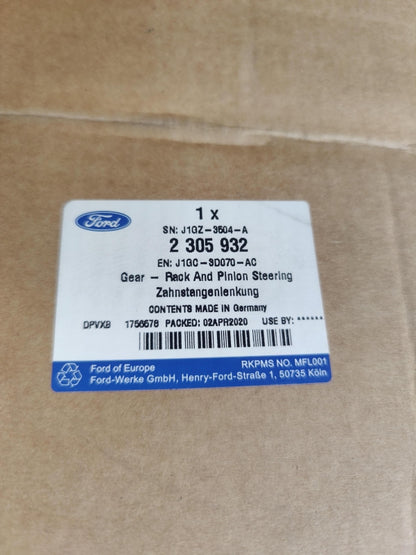 Ford
1 x
SN: J1GZ-3504-A
2 305 932
EN: J1GC-3D070-AC
Gear - Rack And Pinion Steering
Zahnstangenlenkung
CONTENTS MADE IN Germany
DPVXB 1756678 PACKED: 02APR2020 USE BY: ******
Ford of Europe RKPMS NO. MFL001
Ford-Werke GmbH, Henry-Ford-Straße 1, 50735 Köln